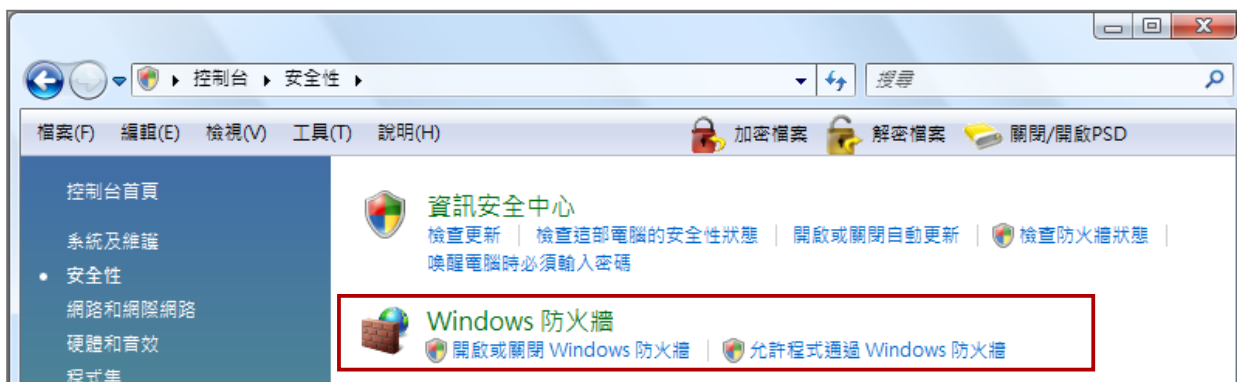 控制台 安全性
搜尋
檔案(F) 編輯(E) 檢視(V) 工具(T) 說明(H) 加密檔案 解密檔案 關閉/開啟PSD
控制台首頁
系統及維護
安全性
網路和網際網路
硬體和音效
程式集
資訊安全中心
檢查更新 檢查這部電腦的安全性狀態 開啟或關閉自動更新 檢查防火牆狀態
喚醒電腦時必須輸入密碼
Windows 防火牆
開啟或關閉 Windows 防火牆 允許程式通過 Windows 防火牆